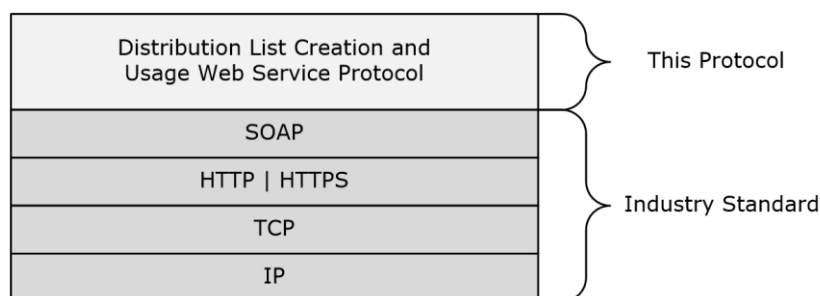 Distribution List Creation and
Usage Web Service Protocol
This Protocol
SOAP
HTTP | HTTPS
Industry Standard
TCP
IP